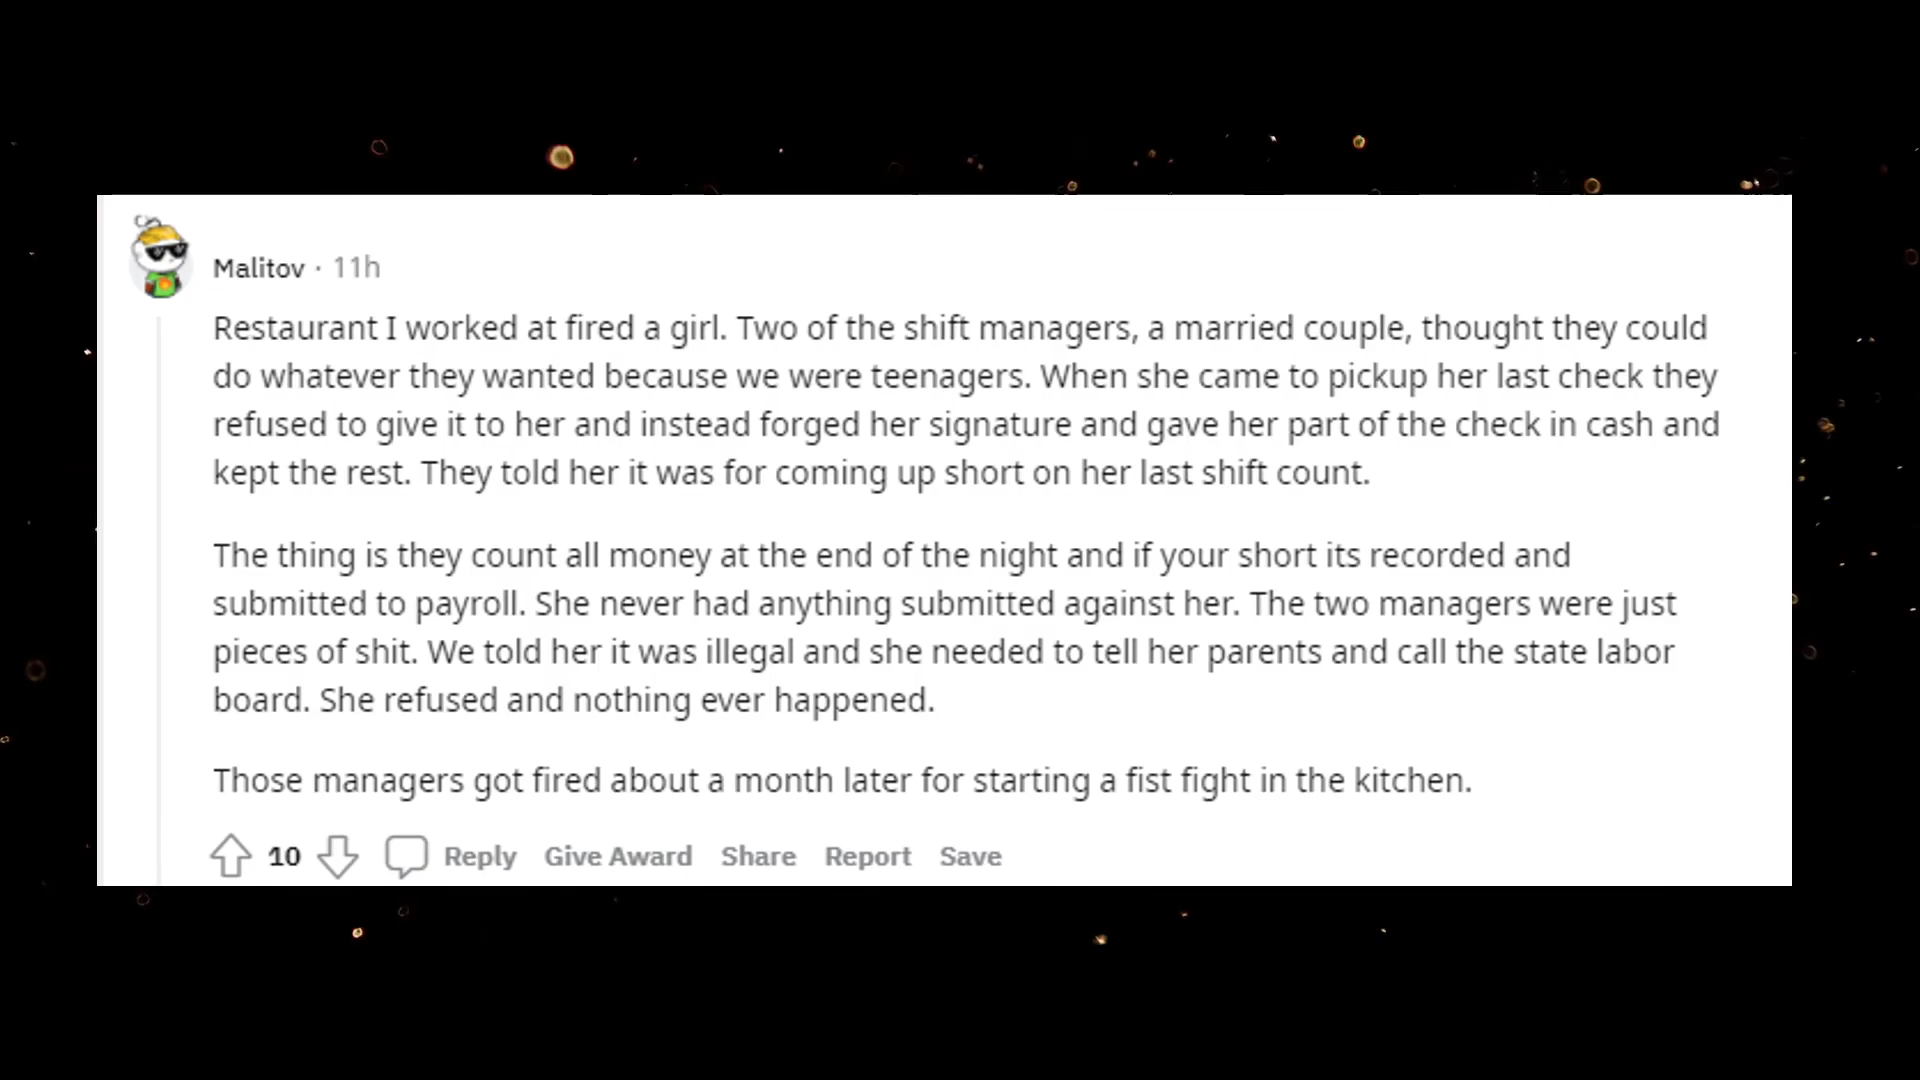 Malitov · 11h
Restaurant I worked at fired a girl. Two of the shift managers, a married couple, thought they could
do whatever they wanted because we were teenagers. When she came to pickup her last check they
refused to give it to her and instead forged her signature and gave her part of the check in cash and
kept the rest. They told her it was for coming up short on her last shift count.
The thing is they count all money at the end of the night and if your short its recorded and
submitted to payroll. She never had anything submitted against her. The two managers were just
pieces of shit. We told her it was illegal and she needed to tell her parents and call the state labor
board. She refused and nothing ever happened.
Those managers got fired about a month later for starting a fist fight in the kitchen.
10 Reply Give Award Share Report Save